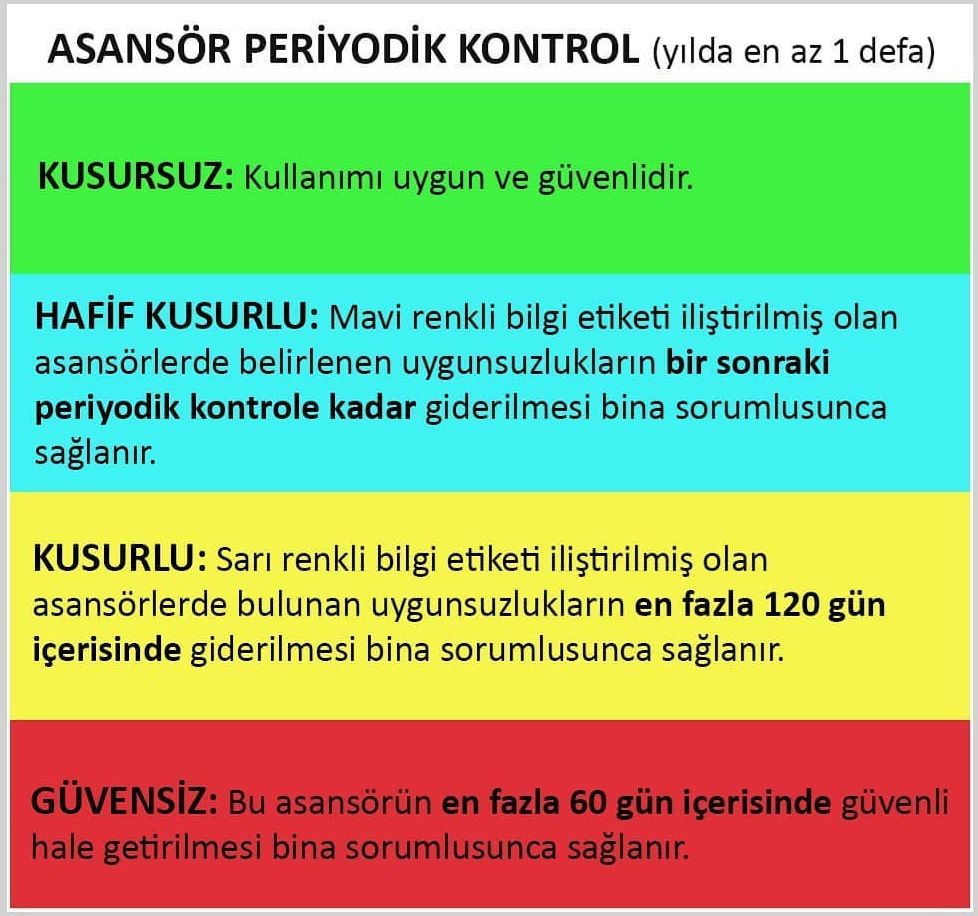 ASANSÖR PERİYODİK KONTROL (yılda en az 1 defa)
KUSURSUZ: Kullanımı uygun ve güvenlidir.
HAFİF KUSURLU: Mavi renkli bilgi etiketi iliştirilmiş olan
asansörlerde belirlenen uygunsuzlukların bir sonraki
periyodik kontrole kadar giderilmesi bina sorumlusunca
sağlanır.
KUSURLU: Sarı renkli bilgi etiketi iliştirilmiş olan
asansörlerde bulunan uygunsuzlukların en fazla 120 gün
içerisinde giderilmesi bina sorumlusunca sağlanır.
GÜVENSİZ: Bu asansörün en fazla 60 gün içerisinde güvenli
hale getirilmesi bina sorumlusunca sağlanır.